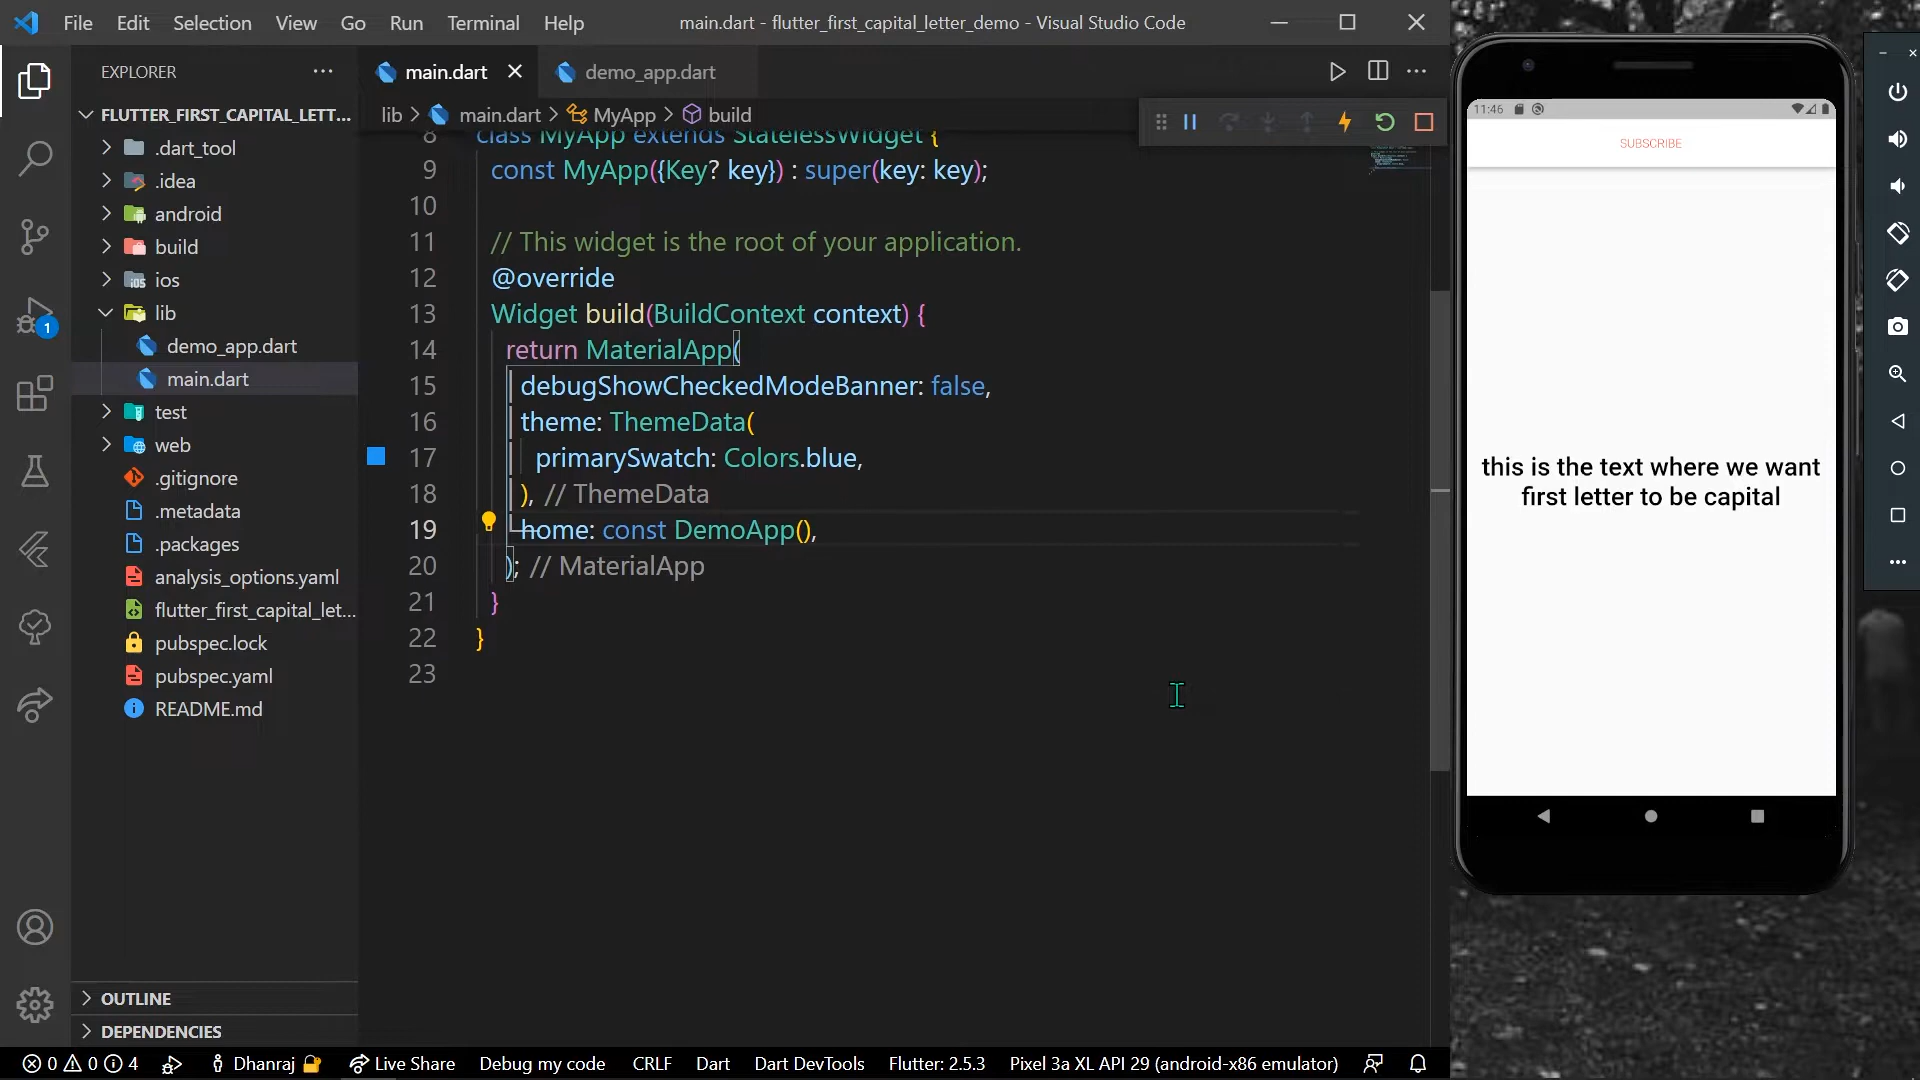 File Edit Selection View Go Run Terminal Help
main.dart - flutter_first_capital_letter_demo - Visual Studio Code
EXPLORER
FLUTTER_FIRST_CAPITAL_LETT...
.dart_tool
.idea
android
build
ios
lib
demo_app.dart
main.dart
test
web
.gitignore
.metadata
.packages
analysis_options.yaml
flutter_first_capital_let...
pubspec.lock
pubspec.yaml
README.md
OUTLINE
DEPENDENCIES
1
main.dart demo_app.dart
lib > main.dart > MyApp > build
8 class MyApp extends StatelessWidget {
9 const MyApp({Key? key}) : super(key: key);
10
11 // This widget is the root of your application.
12 @override
13 Widget build(BuildContext context) {
14 return MaterialApp(
15 debugShowCheckedModeBanner: false,
16 theme: ThemeData(
17 primarySwatch: Colors.blue,
18 ), // ThemeData
19 home: const DemoApp(),
20 ); // MaterialApp
21 }
22 }
23
11:46
SUBSCRIBE
this is the text where we want
first letter to be capital
0 0 4 Dhanraj Live Share Debug my code CRLF Dart Dart DevTools Flutter: 2.5.3 Pixel 3a XL API 29 (android-x86 emulator)